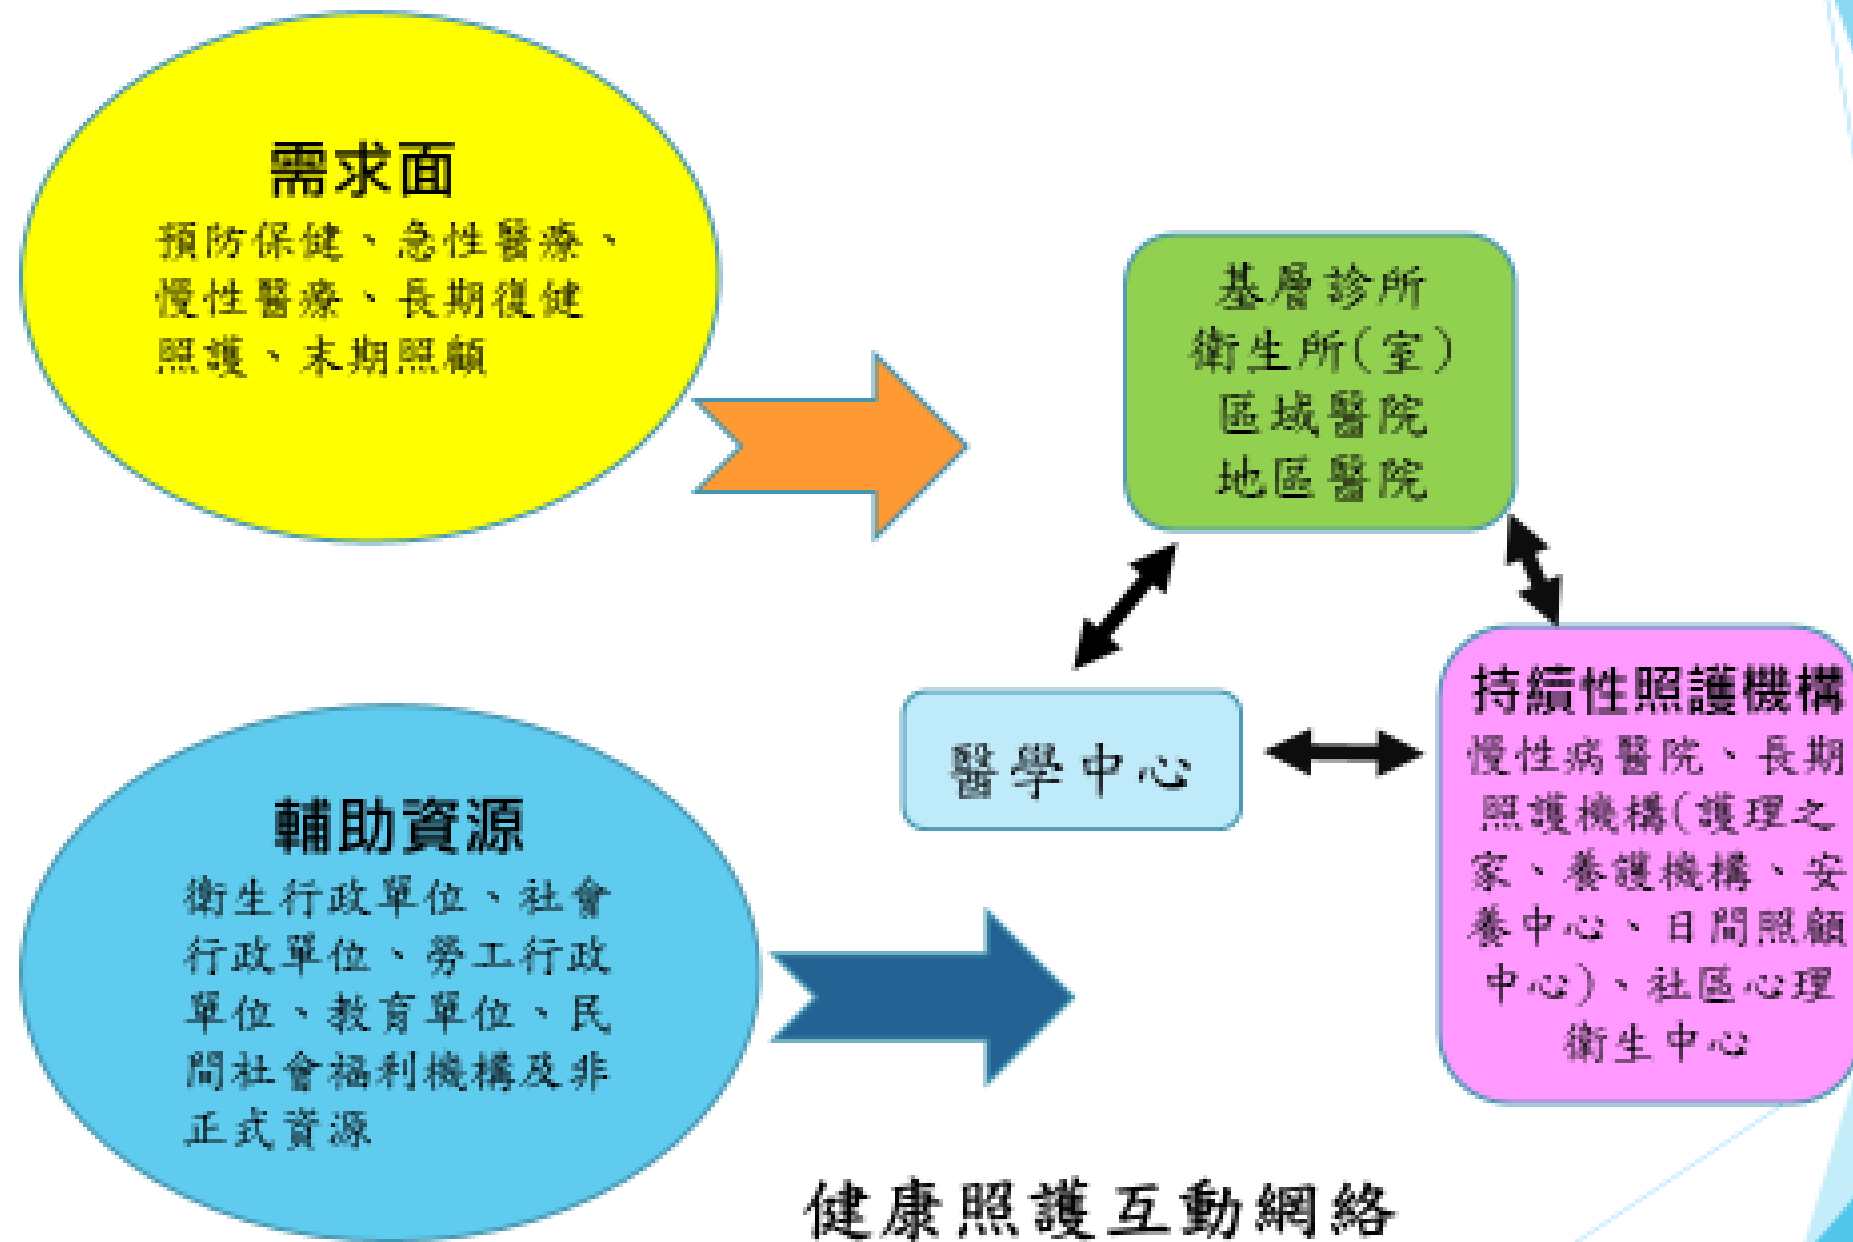 需求面
預防保健、急性醫療、
慢性醫療、長期復健
照護、末期照顧
基層診所
衛生所(室)
區域醫院
地區醫院
醫學中心
持續性照護機構
慢性病醫院、長期
照護機構(護理之
家、養護機構、安
養中心、日間照顧
中心)、社區心理
衛生中心
輔助資源
衛生行政單位、社會
行政單位、勞工行政
單位、教育單位、民
間社會福利機構及非
正式資源
健康照護互動網絡